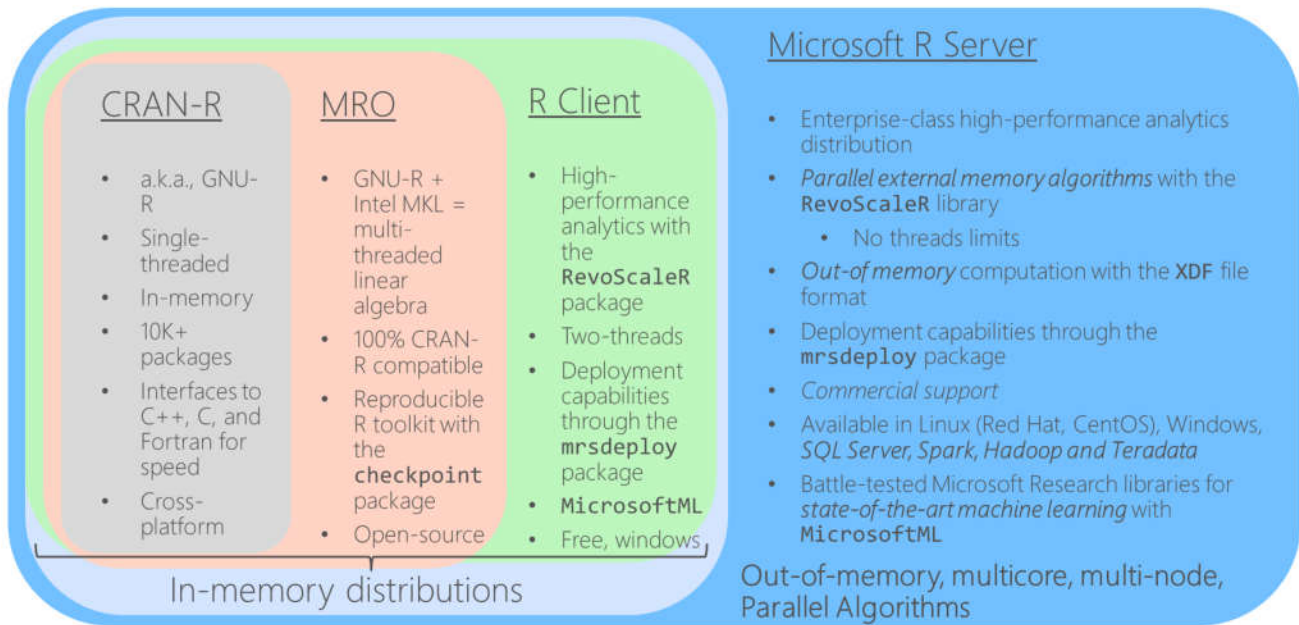 CRAN-R
• a.k.a., GNU-
R
• Single-
threaded
• In-memory
• 10K+
packages
• Interfaces to
C++, C, and
Fortran for
speed
• Cross-
platform
MRO
• GNU-R +
Intel MKL =
multi-
threaded
linear
algebra
• 100% CRAN-
R compatible
• Reproducible
R toolkit with
the
checkpoint
package
• Open-source
R Client
• High-
performance
analytics with
the
RevoScaleR
package
• Two-threads
• Deployment
capabilities
through the
mrsdeploy
package
• MicrosoftML
• Free, windows
In-memory distributions
Microsoft R Server
• Enterprise-class high-performance analytics
distribution
• Parallel external memory algorithms with the
RevoScaleR library
• No threads limits
• Out-of memory computation with the XDF file
format
• Deployment capabilities through the
mrsdeploy package
• Commercial support
• Available in Linux (Red Hat, CentOS), Windows,
SQL Server, Spark, Hadoop and Teradata
• Battle-tested Microsoft Research libraries for
state-of-the-art machine learning with
MicrosoftML
Out-of-memory, multicore, multi-node,
Parallel Algorithms